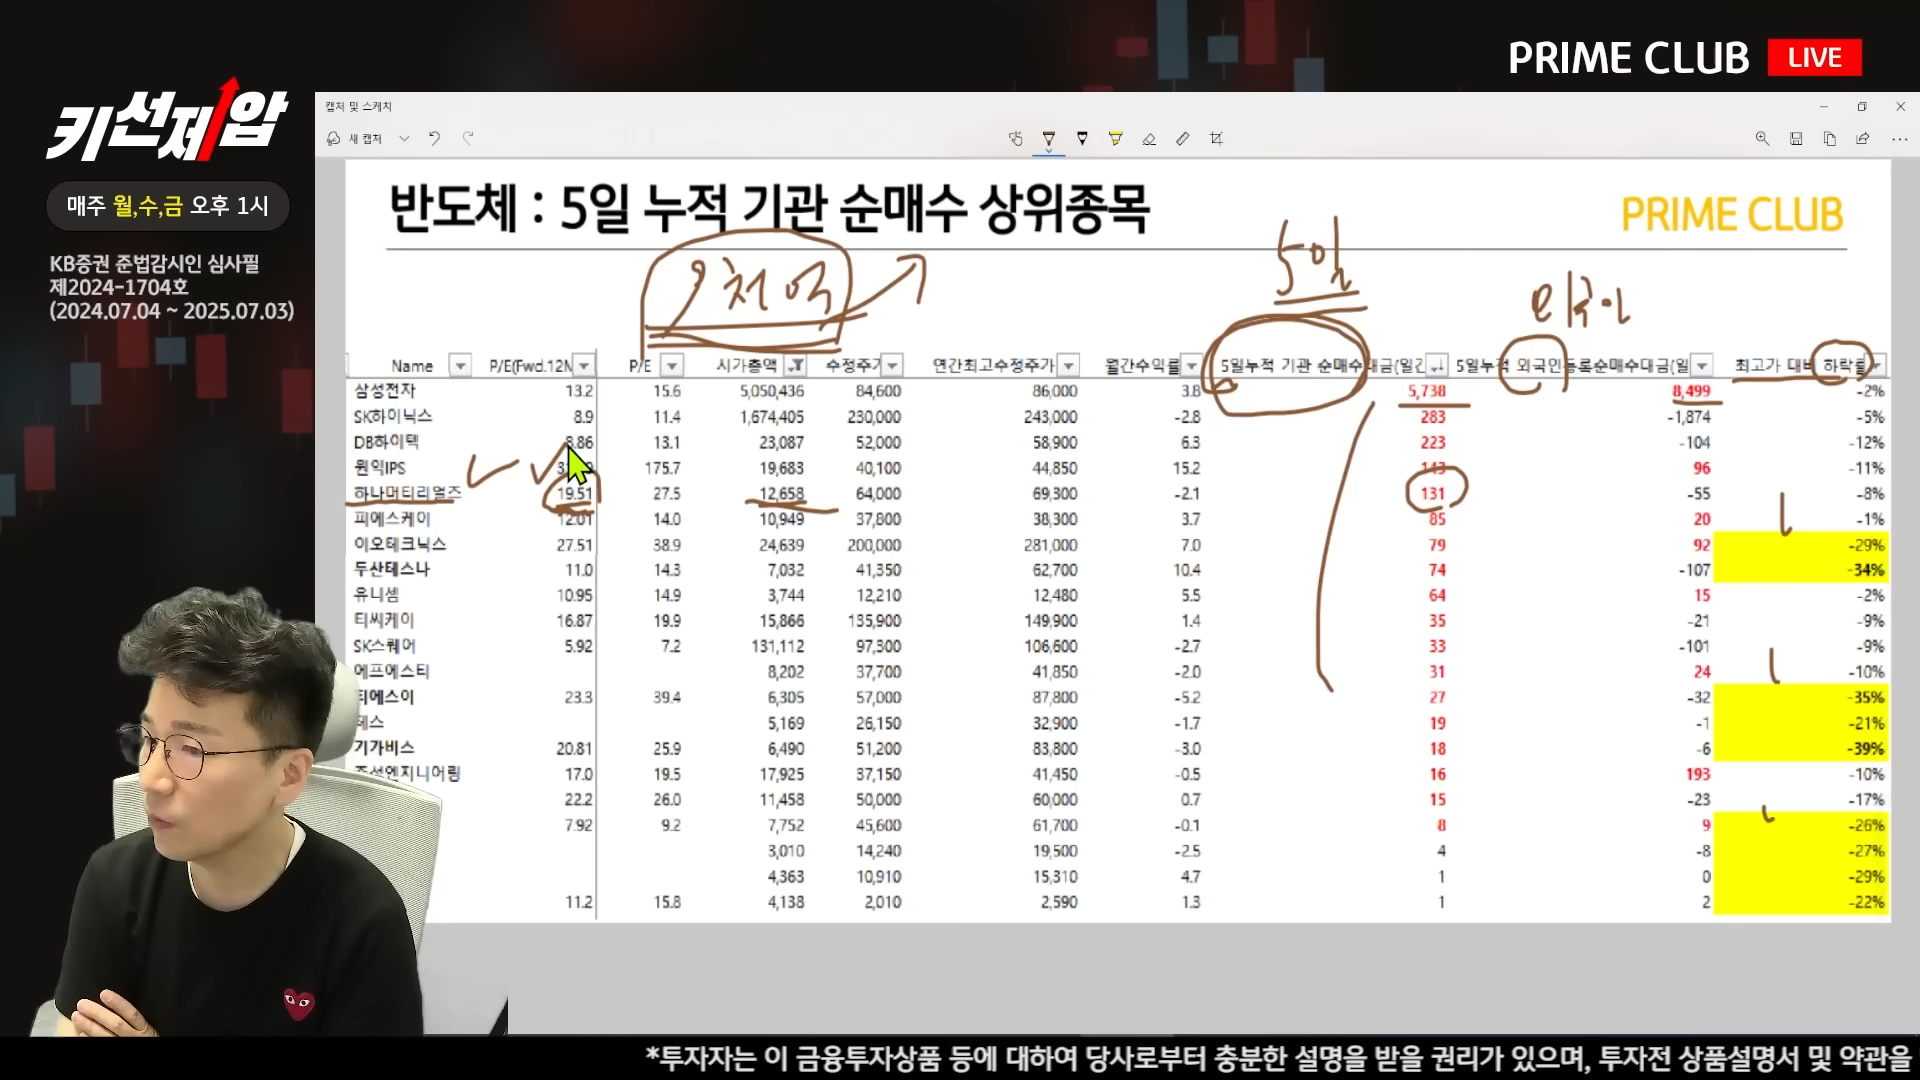 PRIME CLUB LIVE
키선제압
매주 월,수,금 오후 1시
KB증권 준법감시인 심사필
제2024-1704호
(2024.07.04 ~ 2025.07.03)
캡처 및 스케치
새 캡처
반도체 : 5일 누적 기관 순매수 상위종목
PRIME CLUB
5일
Name P/E(Fwd.12M P/E 시가총액 수정주가 연간최고수정주가 월간수익률 5일누적 기관 순매수대금(일간 5일누적 외국인등록순매수대금(일 최고가 대비 하락률
삼성전자 13.2 15.6 5,050,436 84,600 86,000 3.8 5,738 8,499 -2%
SK하이닉스 8.9 11.4 1,674,405 230,000 243,000 -2.8 283 -1,874 -5%
DB하이텍 8.86 13.1 23,087 52,000 58,900 6.3 223 -104 -12%
원익IPS 175.7 19,683 40,100 44,850 15.2 143 96 -11%
하나머티리얼즈 19.51 27.5 12,658 64,000 69,300 -2.1 131 -55 -8%
피에스케이 12.01 14.0 10,949 37,800 38,300 3.7 85 20 -1%
이오테크닉스 27.51 38.9 24,639 200,000 281,000 7.0 79 92 -29%
두산테스나 11.0 14.3 7,032 41,350 62,700 10.4 74 -107 -34%
유니셈 10.95 14.9 3,744 12,210 12,480 5.5 64 15 -2%
티씨케이 16.87 19.9 15,866 135,900 149,900 1.4 35 -21 -9%
SK스퀘어 5.92 7.2 131,112 97,300 106,600 -2.7 33 -101 -9%
에프에스티 8,202 37,700 41,850 -2.0 31 24 -10%
티에스이 23.3 39.4 6,305 57,000 87,800 -5.2 27 -32 -35%
테스 5,169 26,150 32,900 -1.7 19 -1 -21%
기가비스 20.81 25.9 6,490 51,200 83,800 -3.0 18 -6 -39%
주성엔지니어링 17.0 19.5 17,925 37,150 41,450 -0.5 16 193 -10%
22.2 26.0 11,458 50,000 60,000 0.7 15 -23 -17%
7.92 9.2 7,752 45,600 61,700 -0.1 8 9 -26%
3,010 14,240 19,500 -2.5 4 -8 -27%
4,363 10,910 15,310 4.7 1 0 -29%
11.2 15.8 4,138 2,010 2,590 1.3 1 2 -22%
*투자자는 이 금융투자상품 등에 대하여 당사로부터 충분한 설명을 받을 권리가 있으며, 투자전 상품설명서 및 약관을